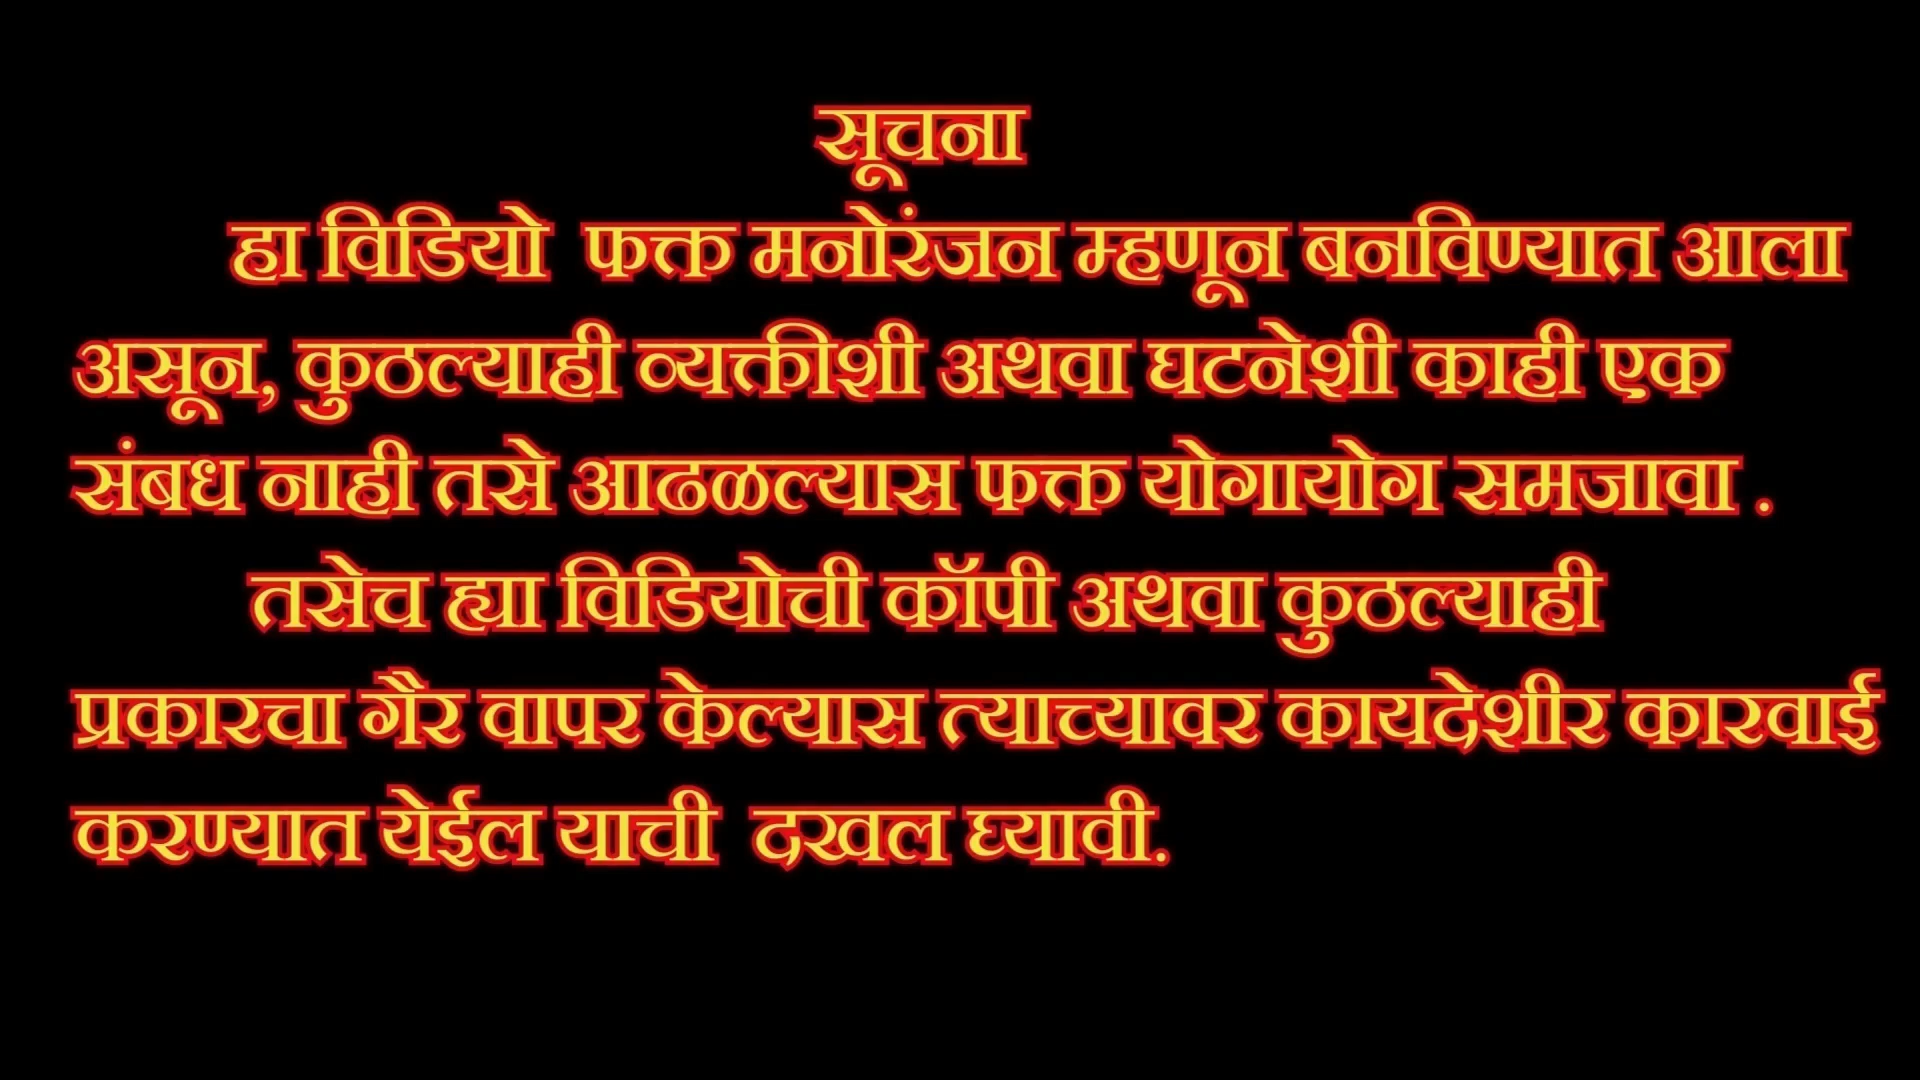 सूचना
हा विडियो फक्त मनोरंजन म्हणून बनविण्यात आला
असून, कुठल्याही व्यक्तीशी अथवा घटनेशी काही एक
संबध नाही तसे आढळल्यास फक्त योगायोग समजावा .
तसेच ह्या विडियोची कॉपी अथवा कुठल्याही
प्रकारचा गैर वापर केल्यास त्याच्यावर कायदेशीर कारवाई
करण्यात येईल याची दखल घ्यावी.